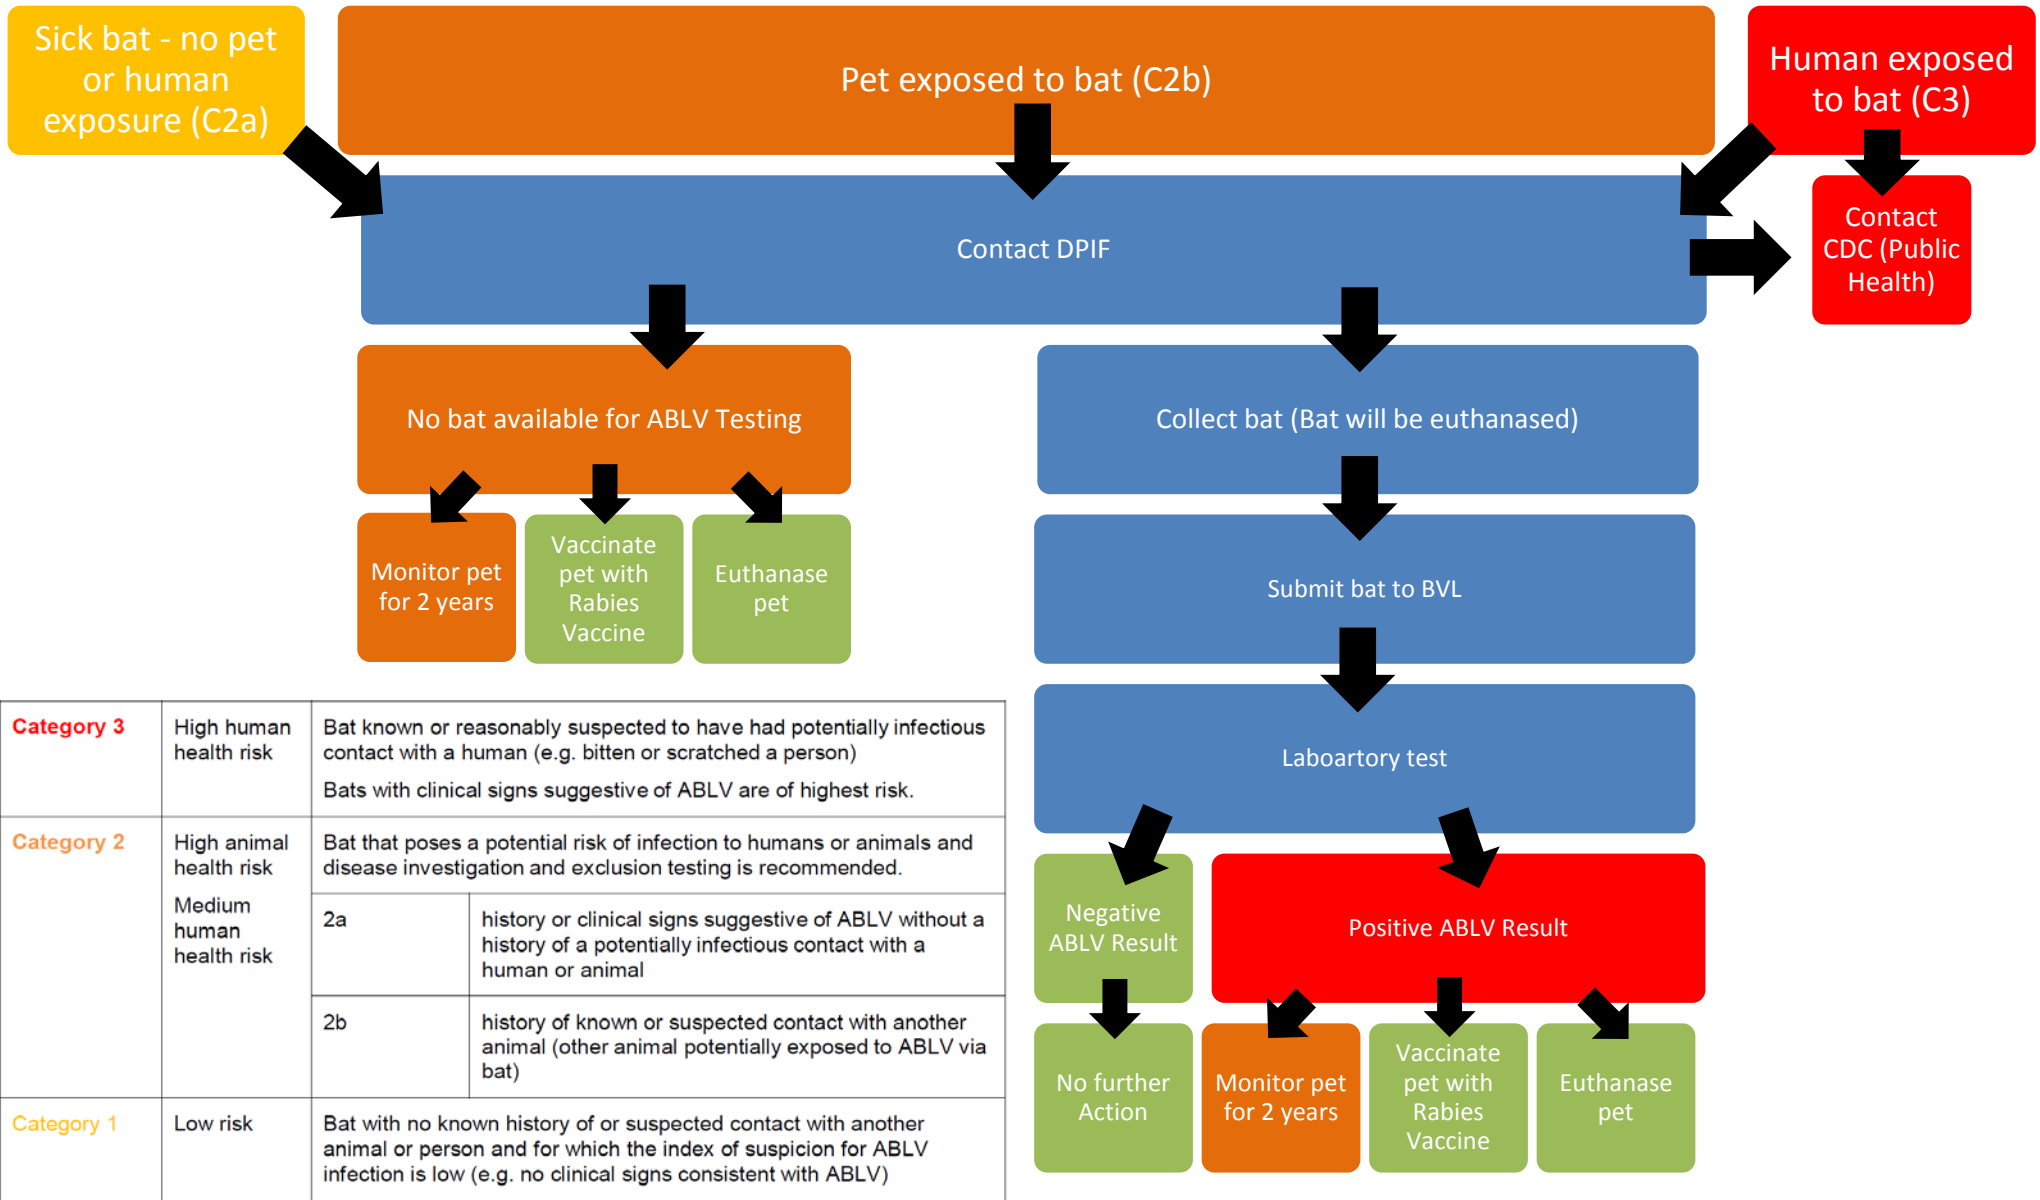 Sick bat - no pet
or human
exposure (C2a)
Pet exposed to bat (C2b)
Human exposed
to bat (C3)
Contact DPIF
Contact
CDC (Public
Health)
No bat available for ABLV Testing
Collect bat (Bat will be euthanased)
Monitor pet
for 2 years
Vaccinate
pet with
Rabies
Vaccine
Euthanase
pet
Submit bat to BVL
Laboartory test
Negative
ABLV Result
Positive ABLV Result
No further
Action
Monitor pet
for 2 years
Vaccinate
pet with
Rabies
Vaccine
Euthanase
pet
Category 3
High human
health risk
Bat known or reasonably suspected to have had potentially infectious
contact with a human (e.g. bitten or scratched a person)
Bats with clinical signs suggestive of ABLV are of highest risk.
Category 2
High animal
health risk
Medium
human
health risk
Bat that poses a potential risk of infection to humans or animals and
disease investigation and exclusion testing is recommended.
2a
history or clinical signs suggestive of ABLV without a
history of a potentially infectious contact with a
human or animal
2b
history of known or suspected contact with another
animal (other animal potentially exposed to ABLV via
bat)
Category 1
Low risk
Bat with no known history of or suspected contact with another
animal or person and for which the index of suspicion for ABLV
infection is low (e.g. no clinical signs consistent with ABLV)